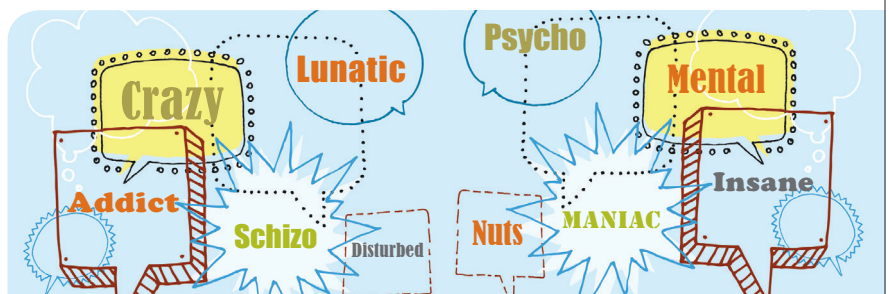 Psycho
Lunatic
Mental
Crazy
Insane
Addict
MANIAC
Schizo
Nuts
Disturbed